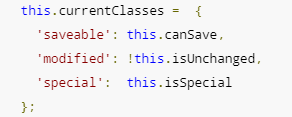 this.currentClasses =  {
  'saveable': this.canSave,
  'modified': !this.isUnchanged,
  'special':  this.isSpecial
};